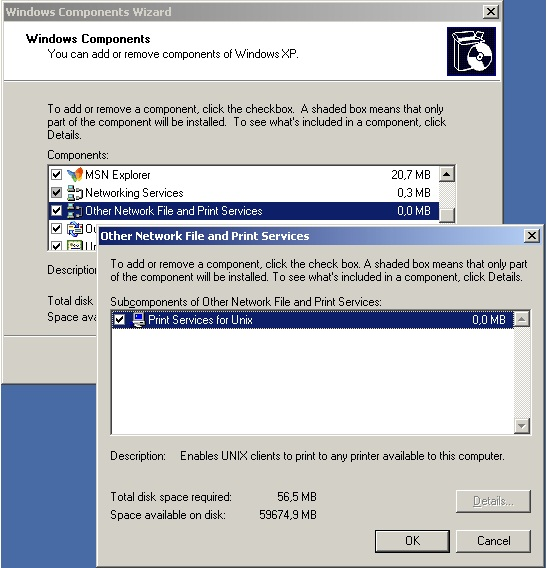 Windows Components Wizard
Windows Components
You can add or remove components of Windows XP.
To add or remove a component, click the checkbox. A shaded box means that only
part of the component will be installed. To see what's included in a component, click
Details.
Components:
MSN Explorer 20,7 MB
Networking Services 0,3 MB
Other Network File and Print Services 0,0 MB
Total disk
Other Network File and Print Services
To add or remove a component, click the check box. A shaded box means that only part
of the component will be installed. To see what's included in a component, click Details.
Subcomponents of Other Network File and Print Services:
Print Services for Unix 0,0 MB
Description: Enables UNIX clients to print to any printer available to this computer.
Total disk space required: 56,5 MB
Space available on disk: 59674,9 MB
Details...
OK Cancel